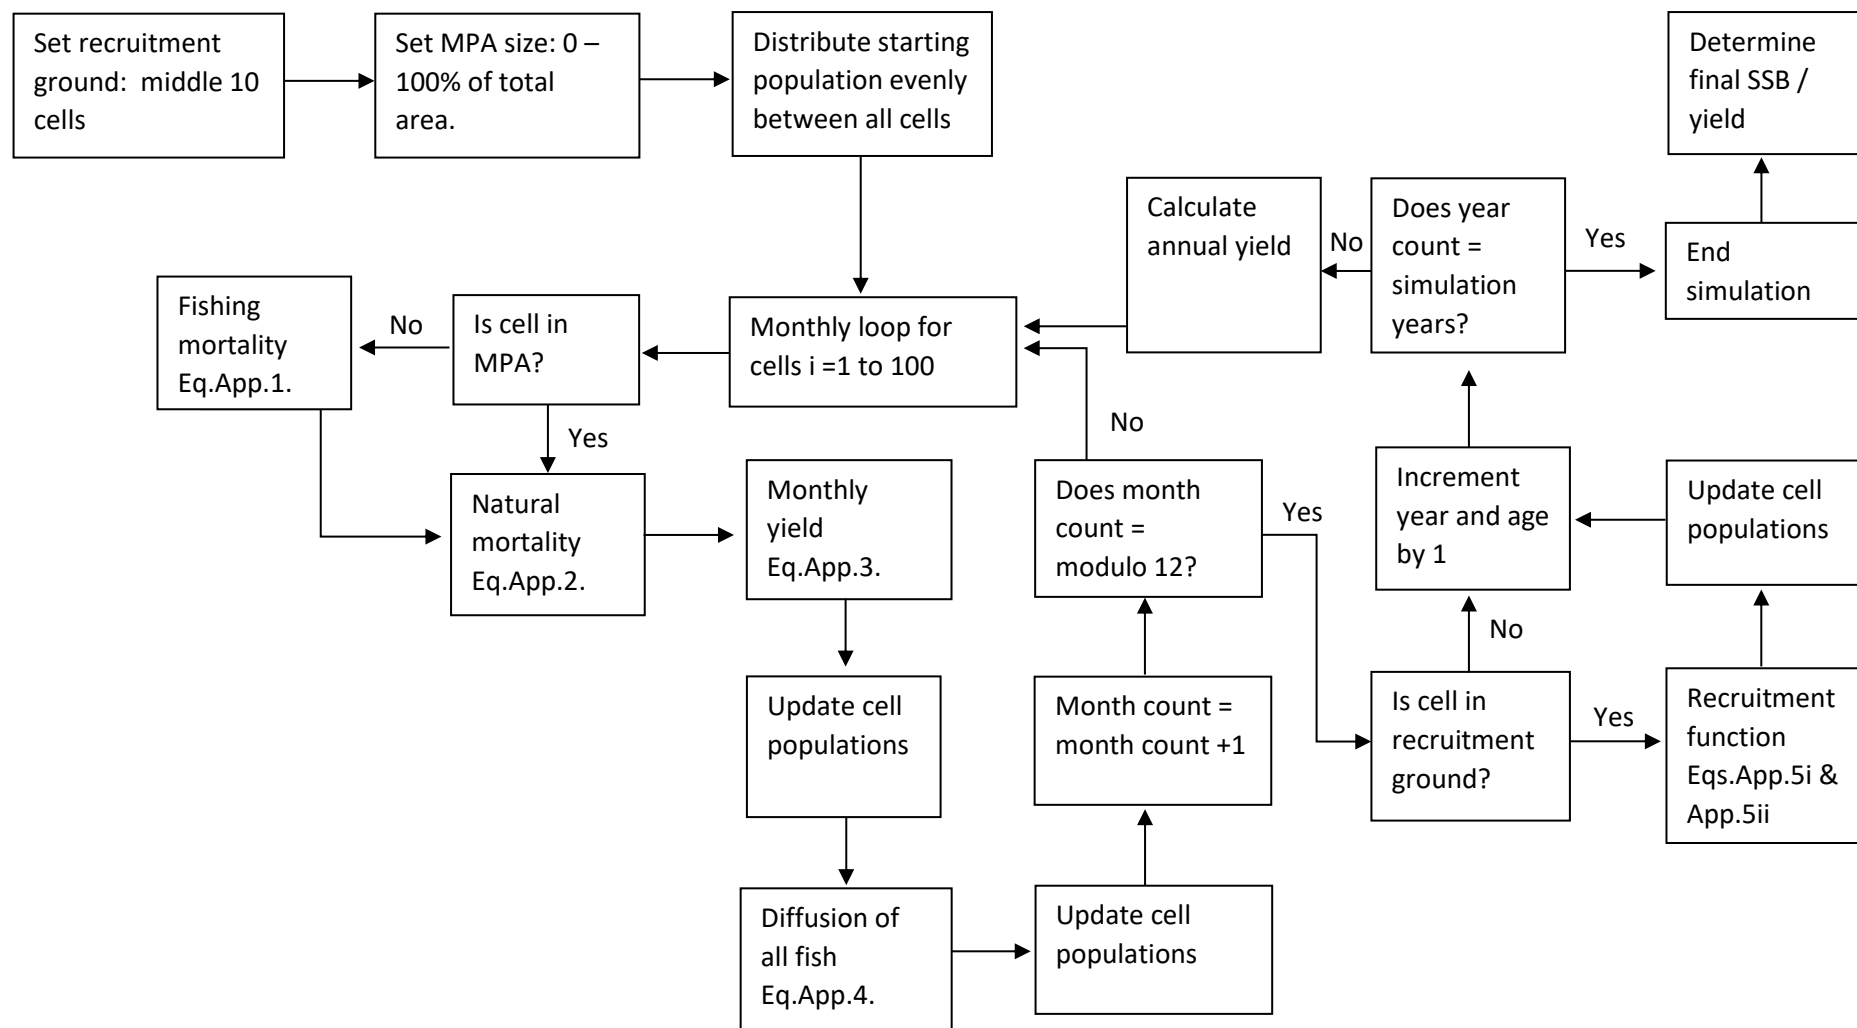 Set recruitment
ground:  middle 10
cells
Set MPA size: 0 –
100% of total
area.
Distribute starting
population evenly
between all cells
Determine
final SSB /
yield
Calculate
annual yield
No
Does year
count =
simulation
years?
Yes
End
simulation
Fishing
mortality
Eq.App.1.
No
Is cell in
MPA?
Monthly loop for
cells i =1 to 100
Yes
No
Natural
mortality
Eq.App.2.
Monthly
yield
Eq.App.3.
Does month
count =
modulo 12?
Yes
Increment
year and age
by 1
Update cell
populations
No
Update cell
populations
Month count =
month count +1
Is cell in
recruitment
ground?
Yes
Recruitment
function
Eqs.App.5i &
App.5ii
Diffusion of
all fish
Eq.App.4.
Update cell
populations